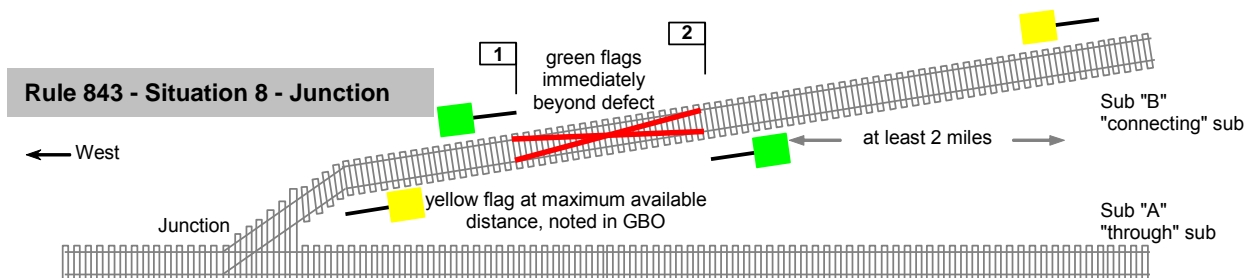 Rule 843 - Situation 8 - Junction
1
2
green flags
immediately
beyond defect
Sub "B"
"connecting" sub
West
at least 2 miles
yellow flag at maximum available
distance, noted in GBO
Junction
Sub "A"
"through" sub